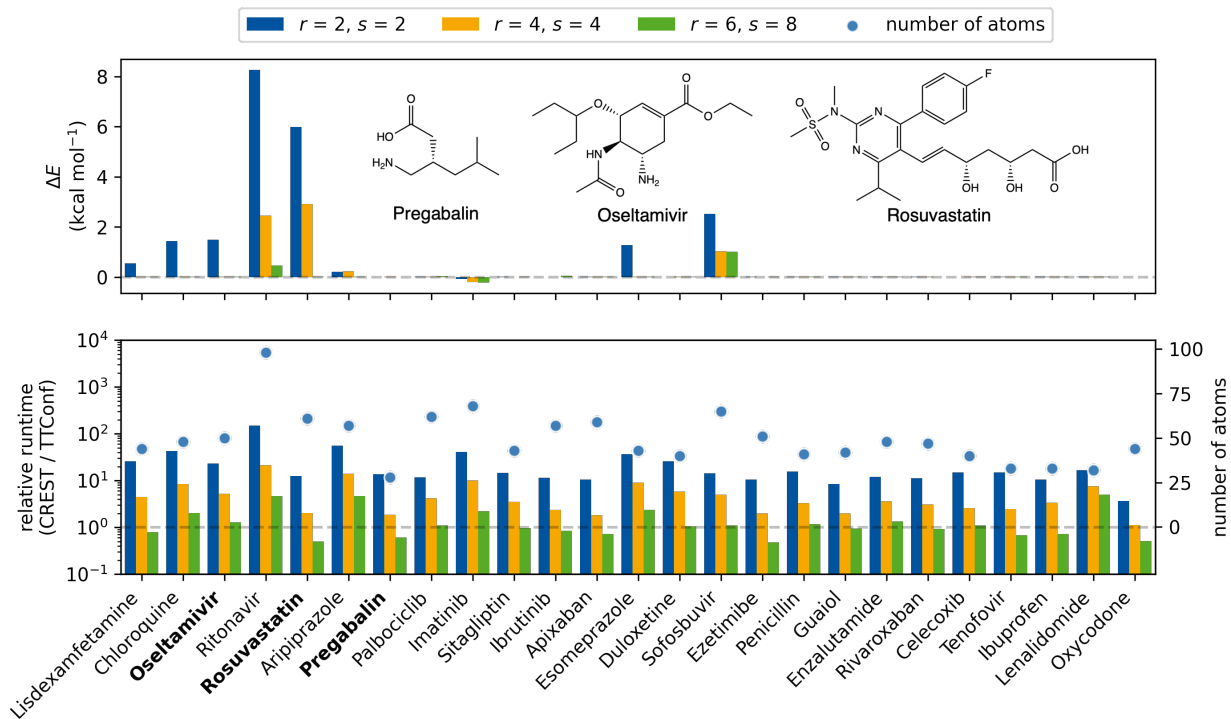 r = 2, s = 2
r = 4, s = 4
r = 6, s = 8
number of atoms
8
6
4
2
0
ΔE
(kcal mol⁻¹)
O
HO
H₂N
Pregabalin
O
O
O
HN
NH₂
O
Oseltamivir
F
O
N
N
S
O
N
OH
OH
O
OH
Rosuvastatin
10⁴
10³
10²
10¹
10⁰
10⁻¹
relative runtime
(CREST / TTConf)
100
75
50
25
0
number of atoms
Lisdexamfetamine
Chloroquine
Oseltamivir
Ritonavir
Rosuvastatin
Aripiprazole
Pregabalin
Palbociclib
Imatinib
Sitagliptin
Ibrutinib
Apixaban
Esomeprazole
Duloxetine
Sofosbuvir
Ezetimibe
Penicillin
Guaiol
Enzalutamide
Rivaroxaban
Celecoxib
Tenofovir
Ibuprofen
Lenalidomide
Oxycodone